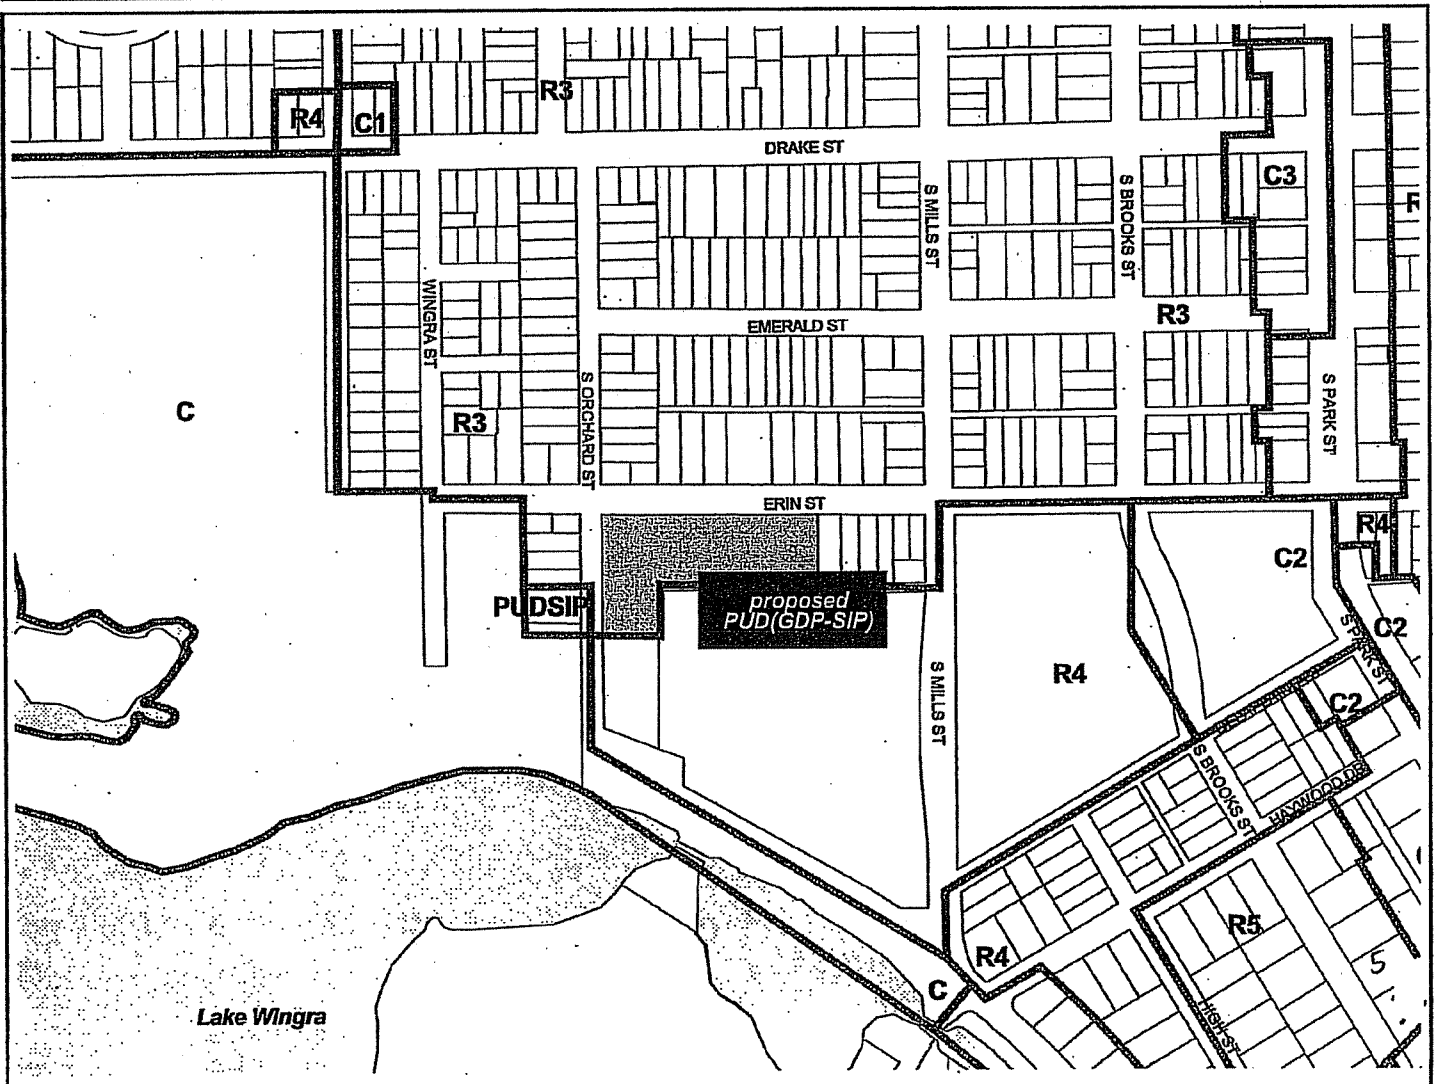 R3
R4
C1
DRAKE ST
C3
S MILLS ST
S BROOKS ST
R
WINGRA ST
EMERALD ST
R3
C
S ORCHARD ST
S PARK ST
R3
ERIN ST
R4
C2
PUDSIP
proposed
PUD(GDP-SIP)
S PARK ST
C2
S MILLS ST
R4
C2
S BROOKS ST
HAYWOOD DR
R5
R4
5
C
Lake Wingra
HIGH ST